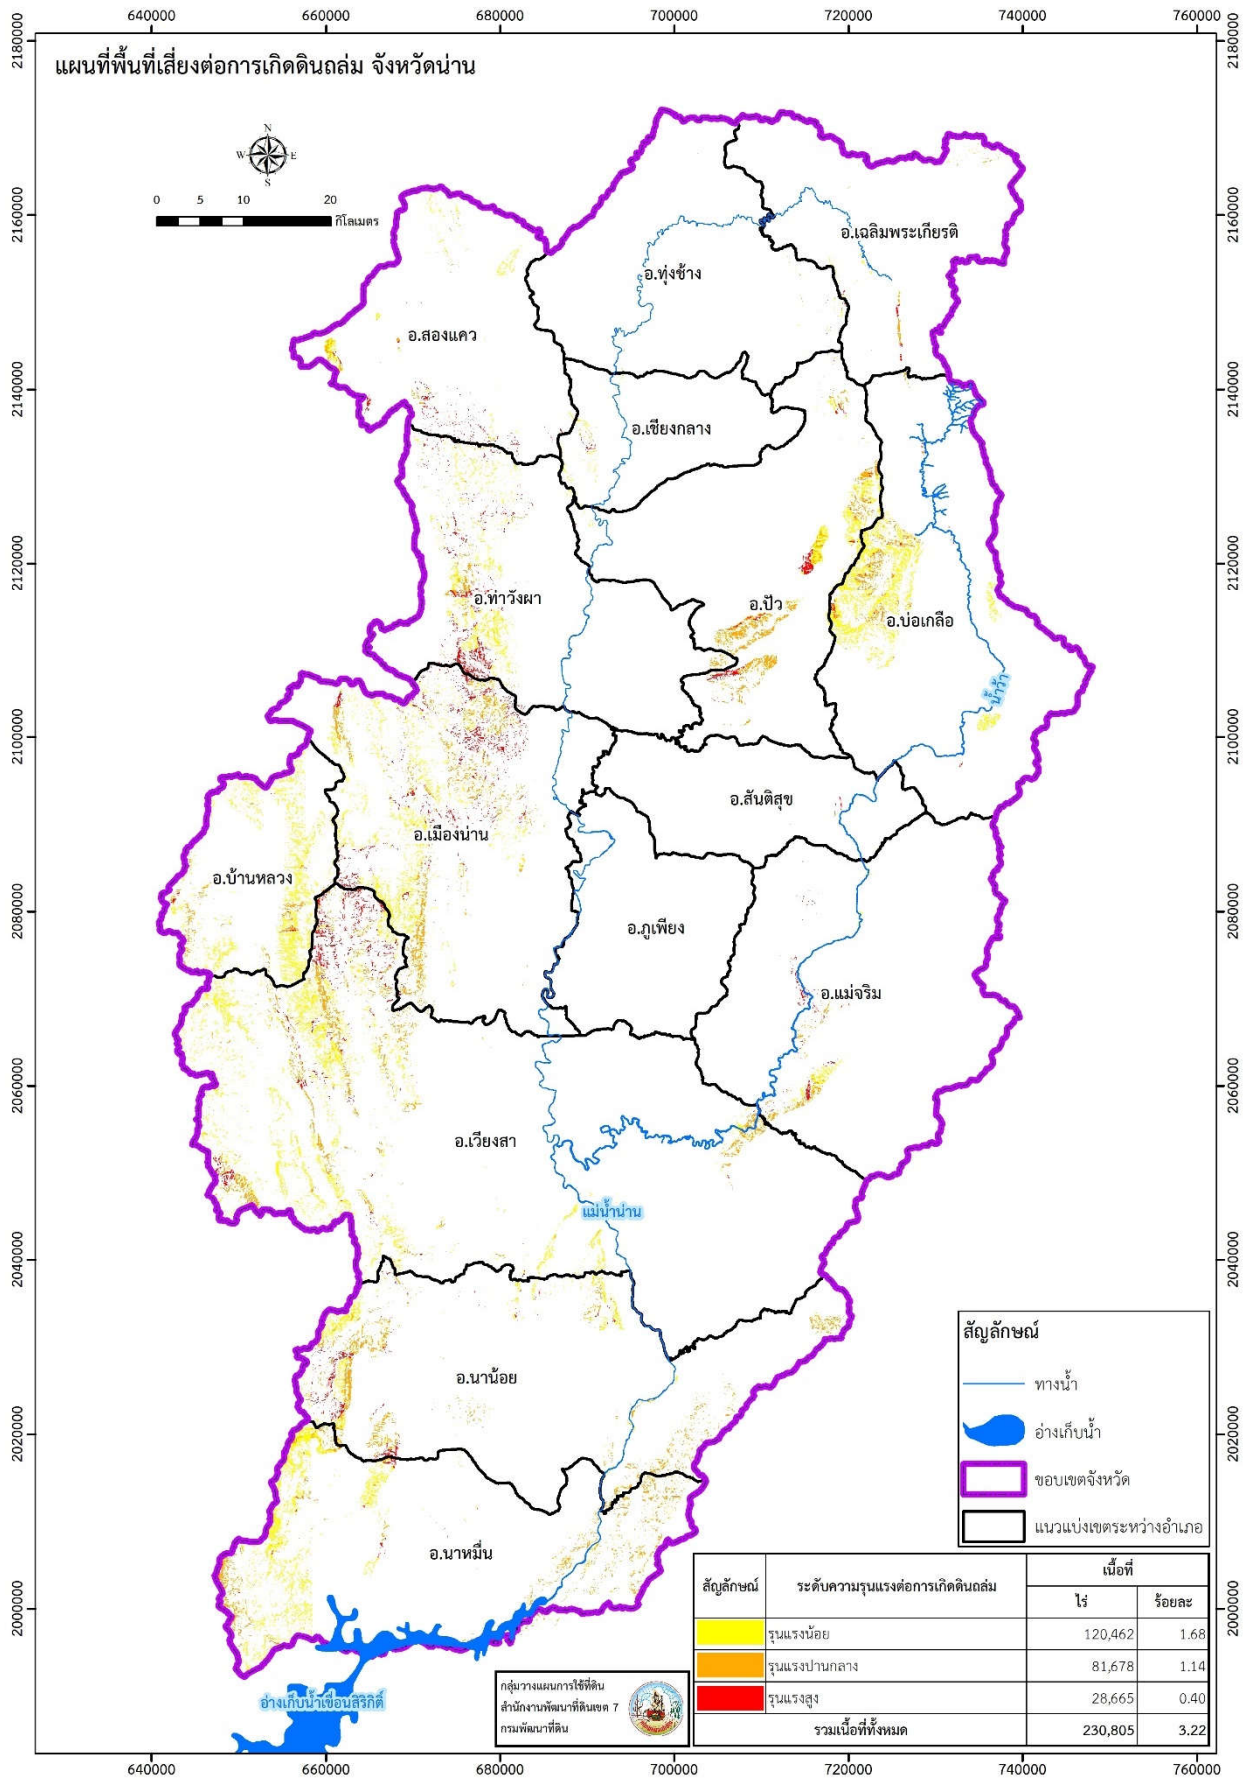 640000 660000 680000 700000 720000 740000 760000
2180000 2180000
แผนที่พื้นที่เสี่ยงต่อการเกิดดินถล่ม จังหวัดน่าน
N
W E
S
0 5 10 20
กิโลเมตร
2160000 2160000
อ.เฉลิมพระเกียรติ
อ.ทุ่งช้าง
อ.สองแคว
2140000 2140000
อ.เชียงกลาง
2120000 2120000
อ.ท่าวังผา
อ.ปัว
อ.บ่อเกลือ
น้ำว้า
2100000 2100000
อ.สันติสุข
อ.เมืองน่าน
อ.บ้านหลวง
2080000 2080000
อ.ภูเพียง
อ.แม่จริม
2060000 2060000
อ.เวียงสา
แม่น้ำน่าน
2040000 2040000
อ.นาน้อย
2020000 2020000
อ.นาหมื่น
2000000 2000000
อ่างเก็บน้ำเขื่อนสิริกิติ์
สัญลักษณ์
ทางน้ำ
อ่างเก็บน้ำ
ขอบเขตจังหวัด
แนวแบ่งเขตระหว่างอำเภอ
สัญลักษณ์ ระดับความรุนแรงต่อการเกิดดินถล่ม เนื้อที่
ไร่ ร้อยละ
รุนแรงน้อย 120,462 1.68
รุนแรงปานกลาง 81,678 1.14
รุนแรงสูง 28,665 0.40
รวมเนื้อที่ทั้งหมด 230,805 3.22
กลุ่มวางแผนการใช้ที่ดิน
สำนักงานพัฒนาที่ดินเขต 7
กรมพัฒนาที่ดิน
640000 660000 680000 700000 720000 740000 760000